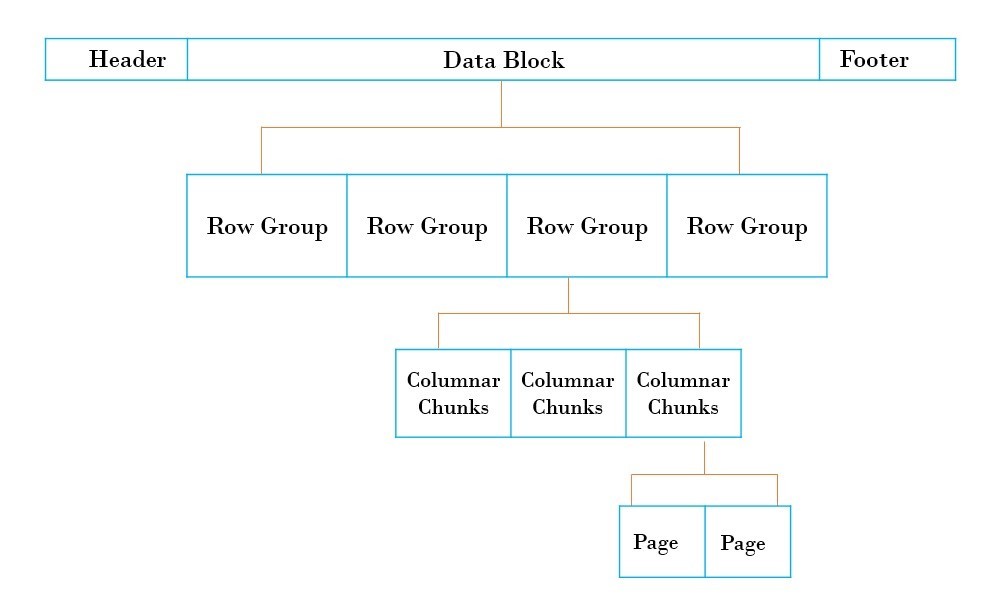 Header Data Block Footer
Row Group Row Group Row Group Row Group
Columnar Columnar Columnar
Chunks Chunks Chunks
Page Page